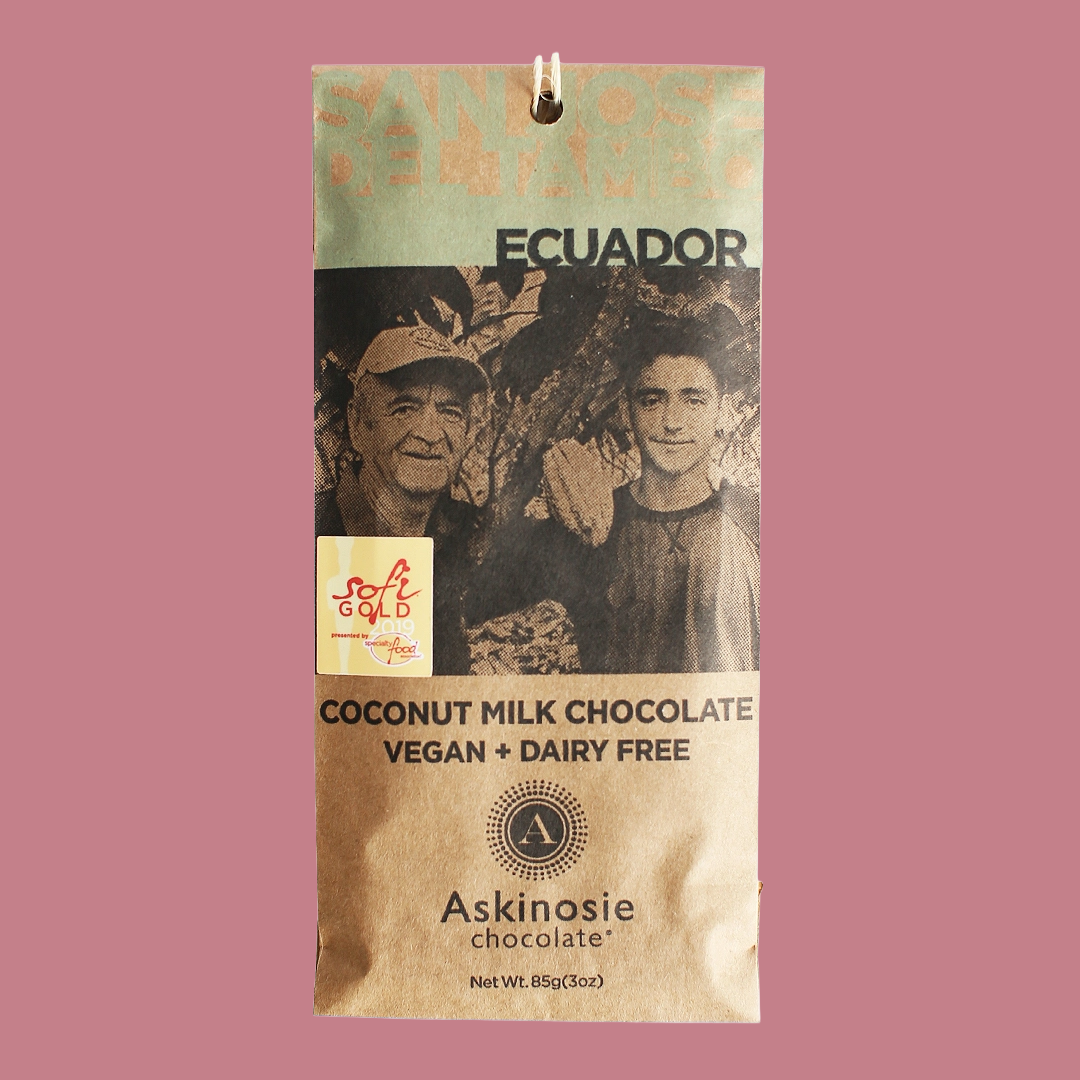 SAN JOSE
DEL TAMBO
ECUADOR
sofi
GOLD
2019
presented by
specialty
food
COCONUT MILK CHOCOLATE
VEGAN + DAIRY FREE
A
Askinosie
chocolate®
Net Wt. 85g(3oz)